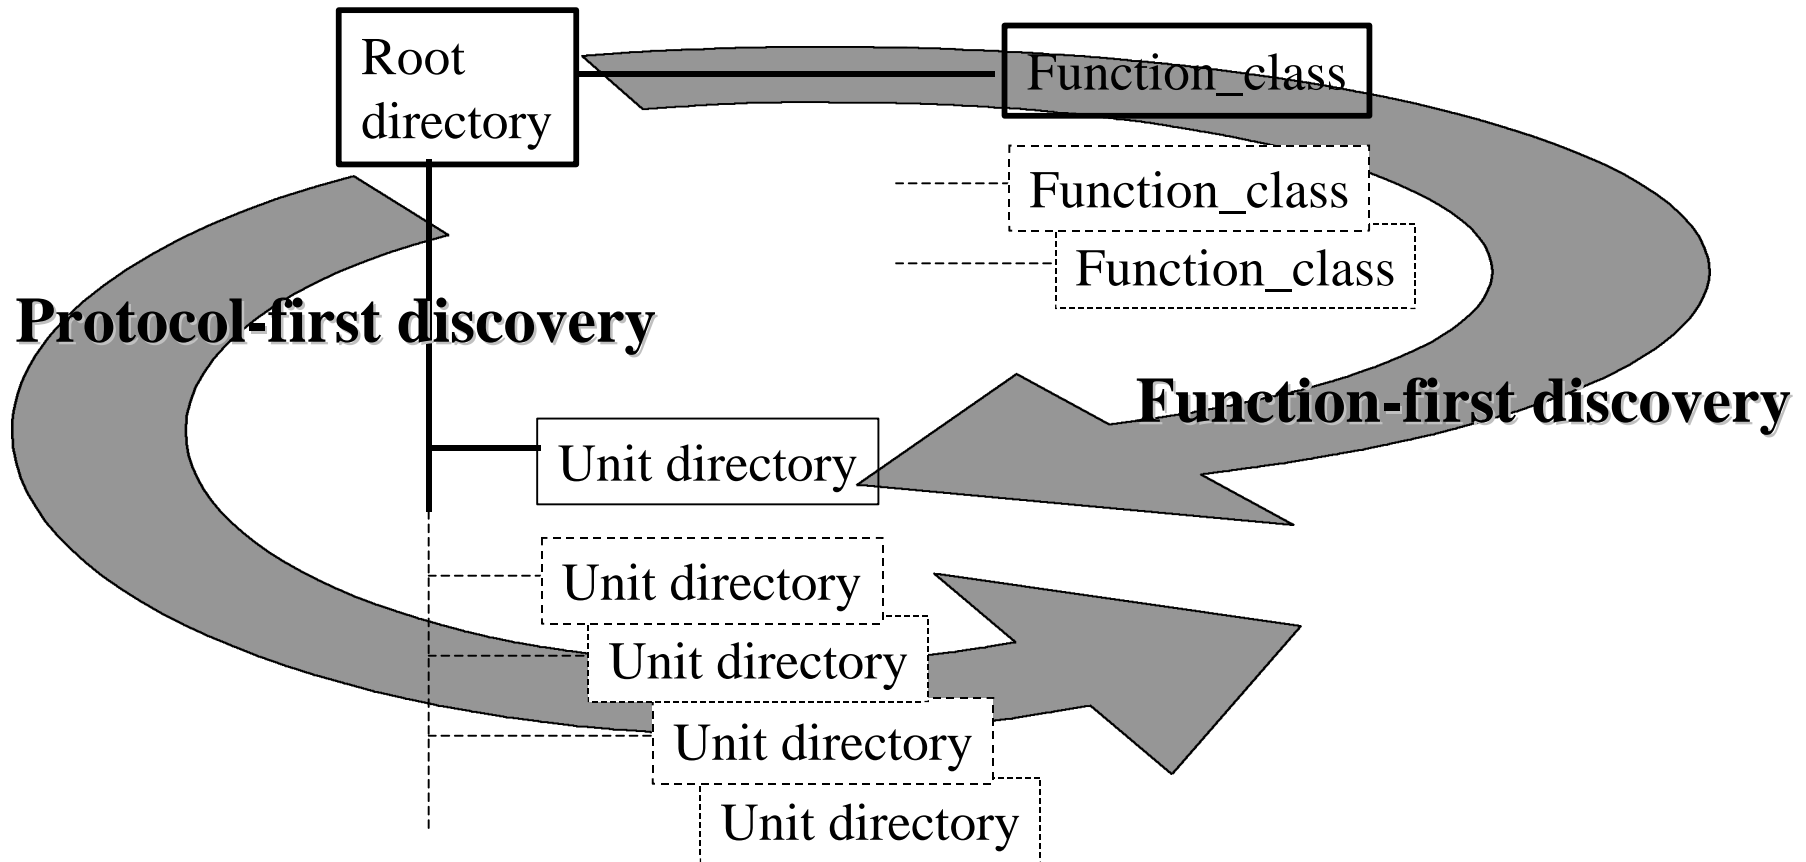 Root
directory
Function_class
Function_class
Function_class
Protocol-first discovery
Function-first discovery
Unit directory
Unit directory
Unit directory
Unit directory
Unit directory